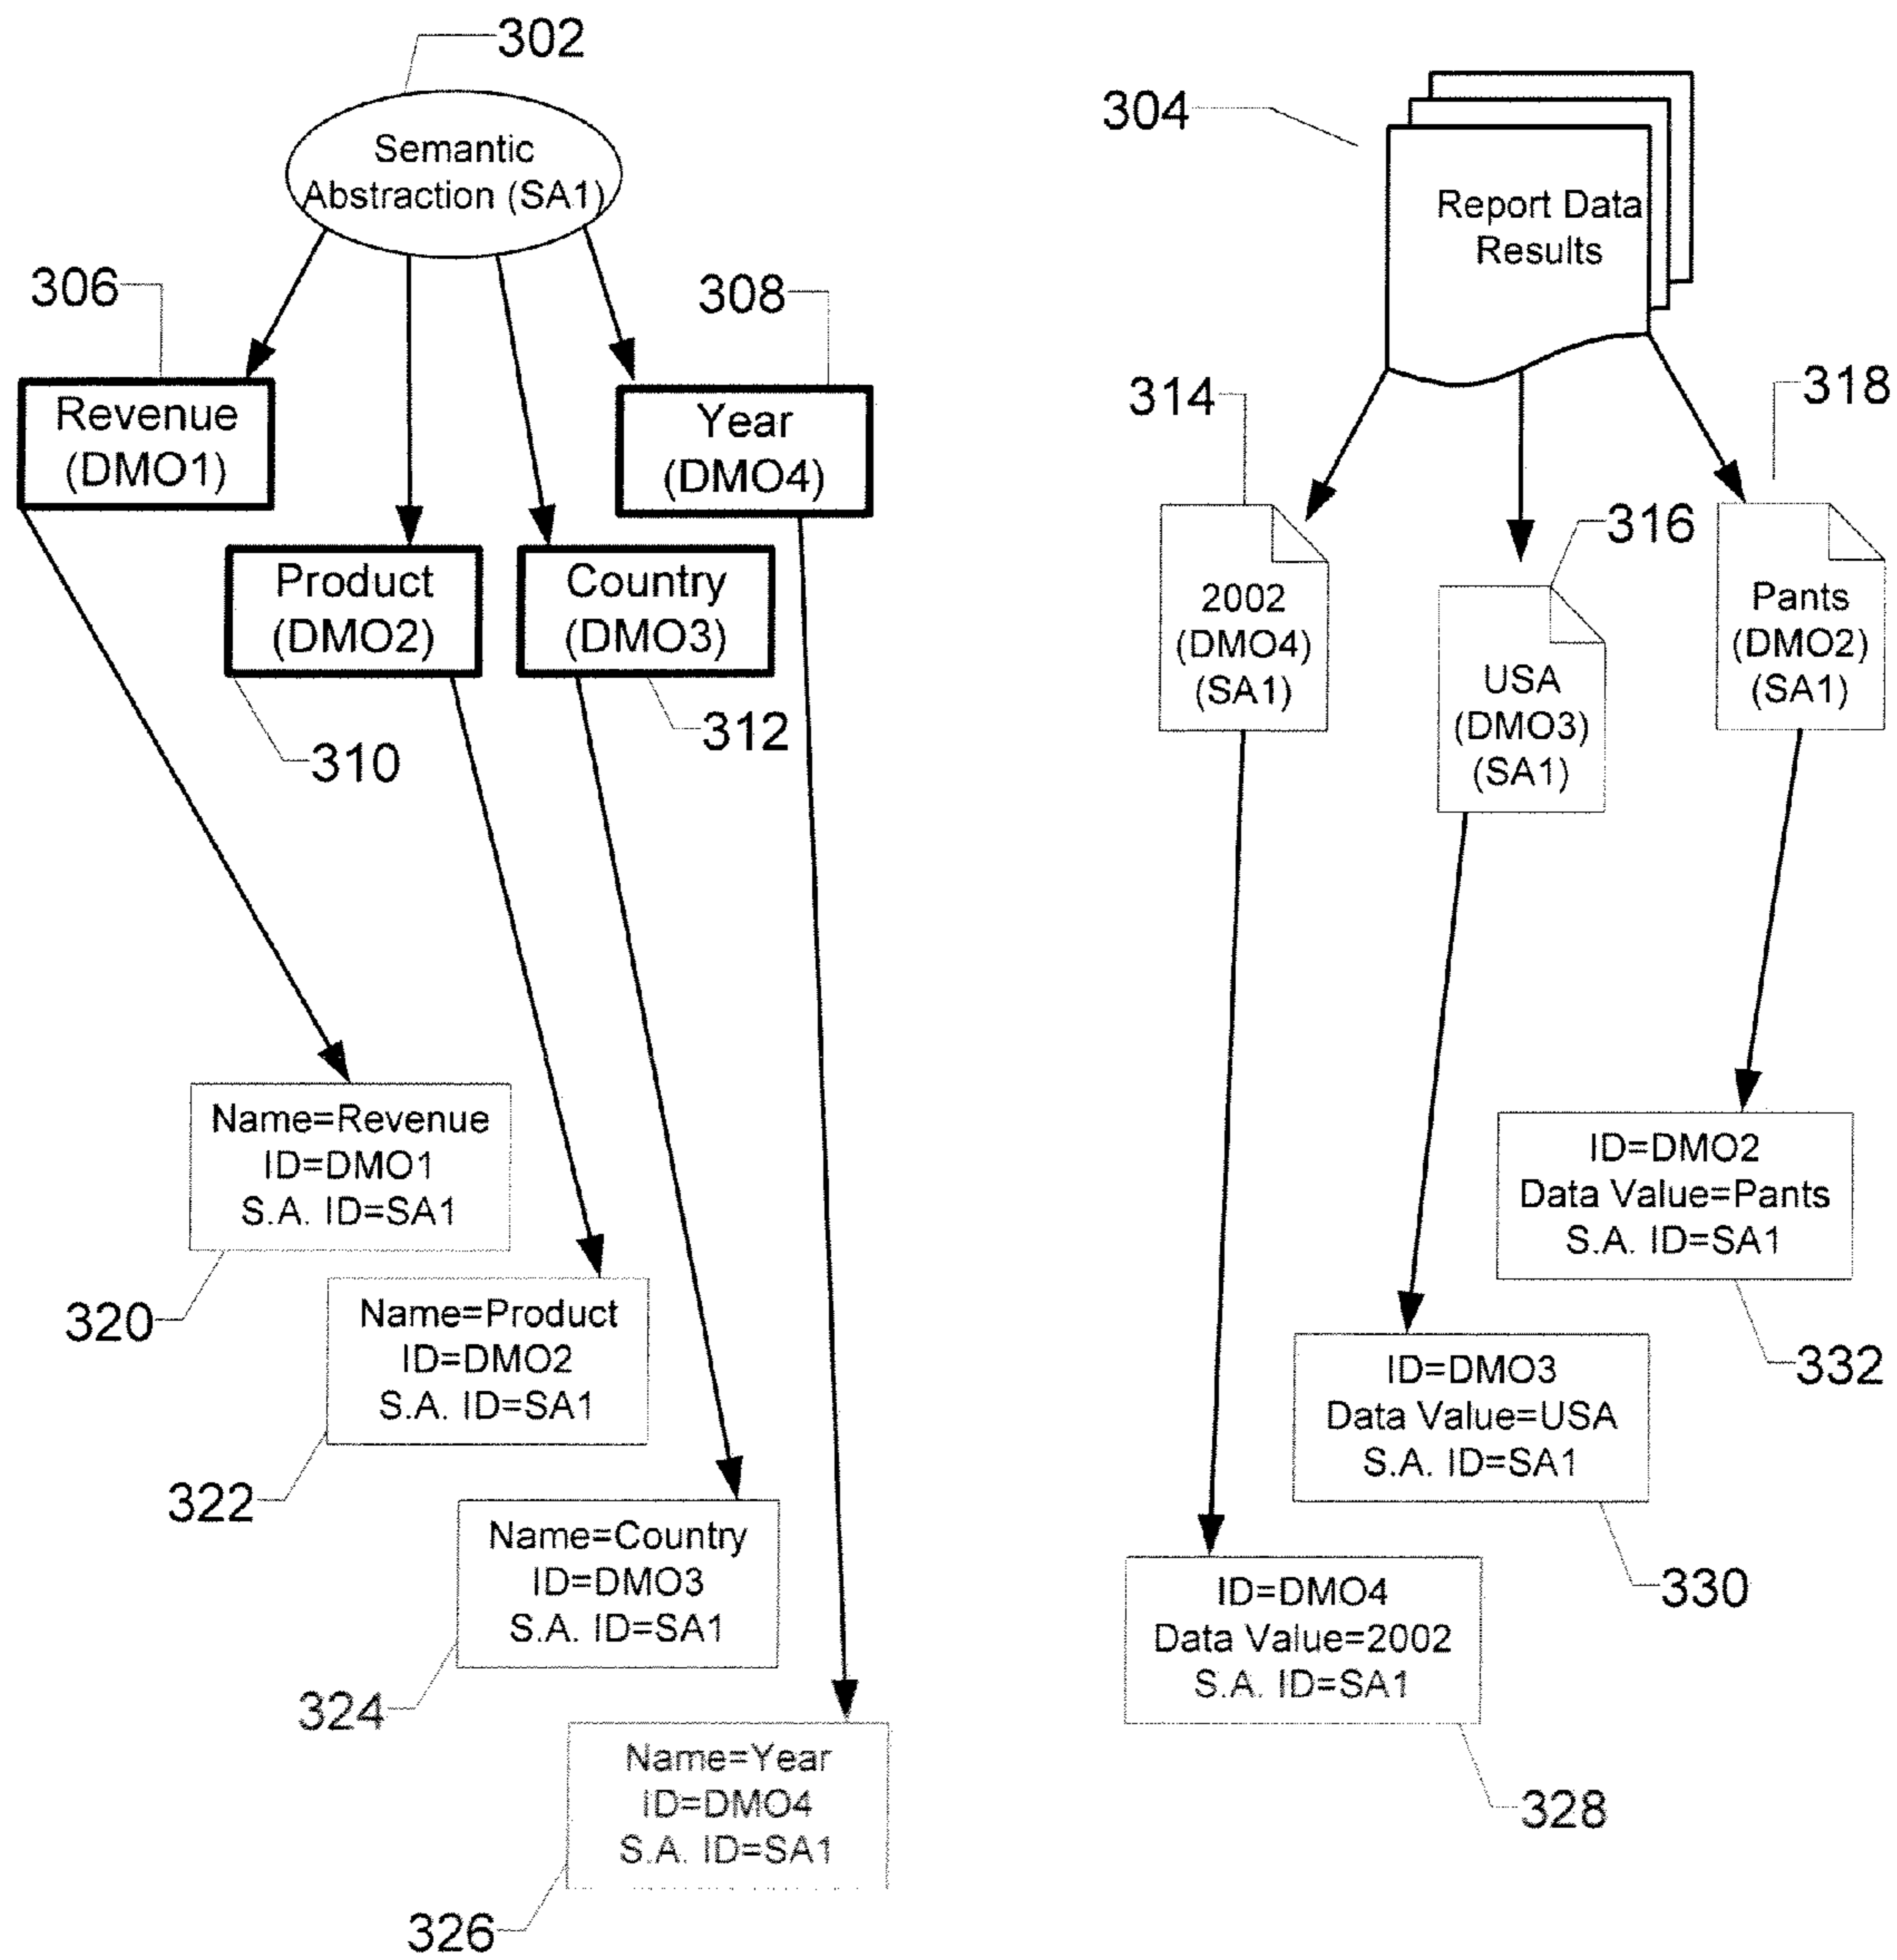 302
Semantic
Abstraction (SA1)
306
308
Revenue
(DMO1)
Year
(DMO4)
Product
(DMO2)
Country
(DMO3)
310
312
Name=Revenue
ID=DMO1
S.A. ID=SA1
320
Name=Product
ID=DMO2
S.A. ID=SA1
322
Name=Country
ID=DMO3
S.A. ID=SA1
324
Name=Year
ID=DMO4
S.A. ID=SA1
326
304
Report Data
Results
314
318
316
2002
(DMO4)
(SA1)
USA
(DMO3)
(SA1)
Pants
(DMO2)
(SA1)
ID=DMO2
Data Value=Pants
S.A. ID=SA1
332
ID=DMO3
Data Value=USA
S.A. ID=SA1
330
ID=DMO4
Data Value=2002
S.A. ID=SA1
328